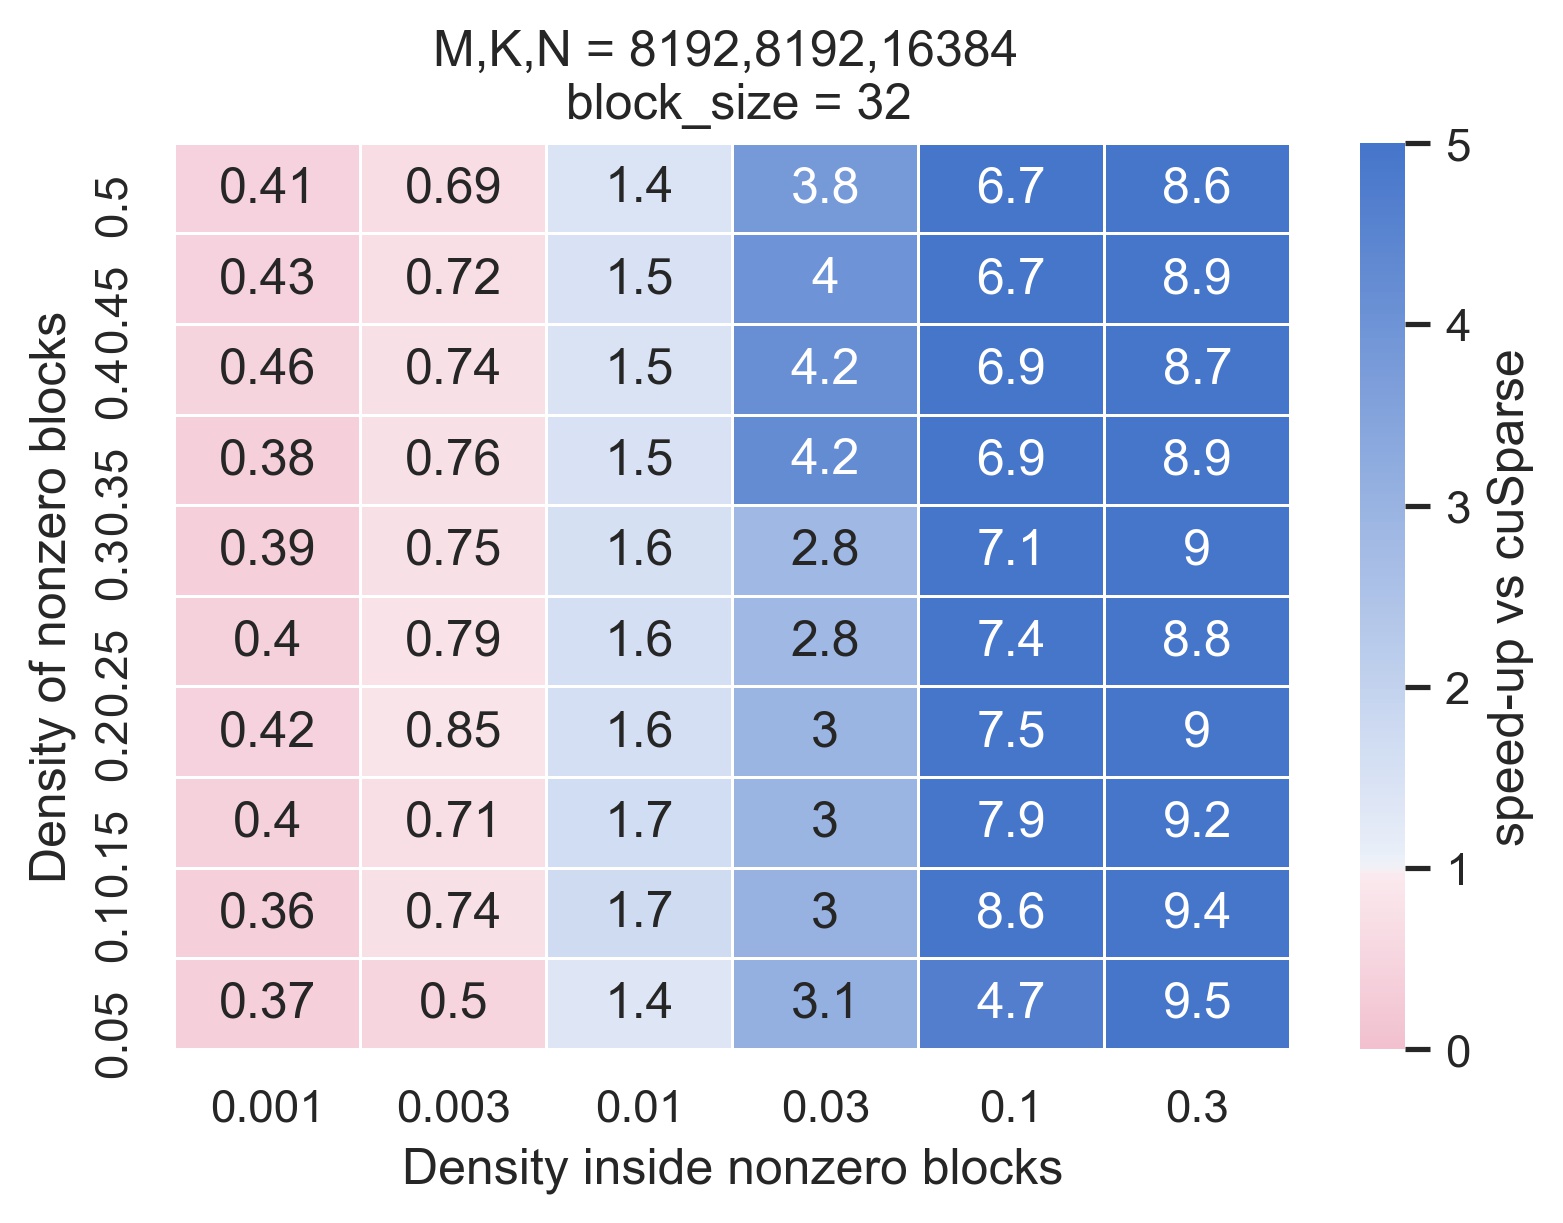 M,K,N = 8192,8192,16384
block_size = 32
Density of nonzero blocks
0.5 0.41 0.69 1.4 3.8 6.7 8.6
0.45 0.43 0.72 1.5 4 6.7 8.9
0.4 0.46 0.74 1.5 4.2 6.9 8.7
0.35 0.38 0.76 1.5 4.2 6.9 8.9
0.3 0.39 0.75 1.6 2.8 7.1 9
0.25 0.4 0.79 1.6 2.8 7.4 8.8
0.2 0.42 0.85 1.6 3 7.5 9
0.15 0.4 0.71 1.7 3 7.9 9.2
0.1 0.36 0.74 1.7 3 8.6 9.4
0.05 0.37 0.5 1.4 3.1 4.7 9.5
0.001 0.003 0.01 0.03 0.1 0.3
Density inside nonzero blocks
5
4
3
2
1
0
speed-up vs cuSparse